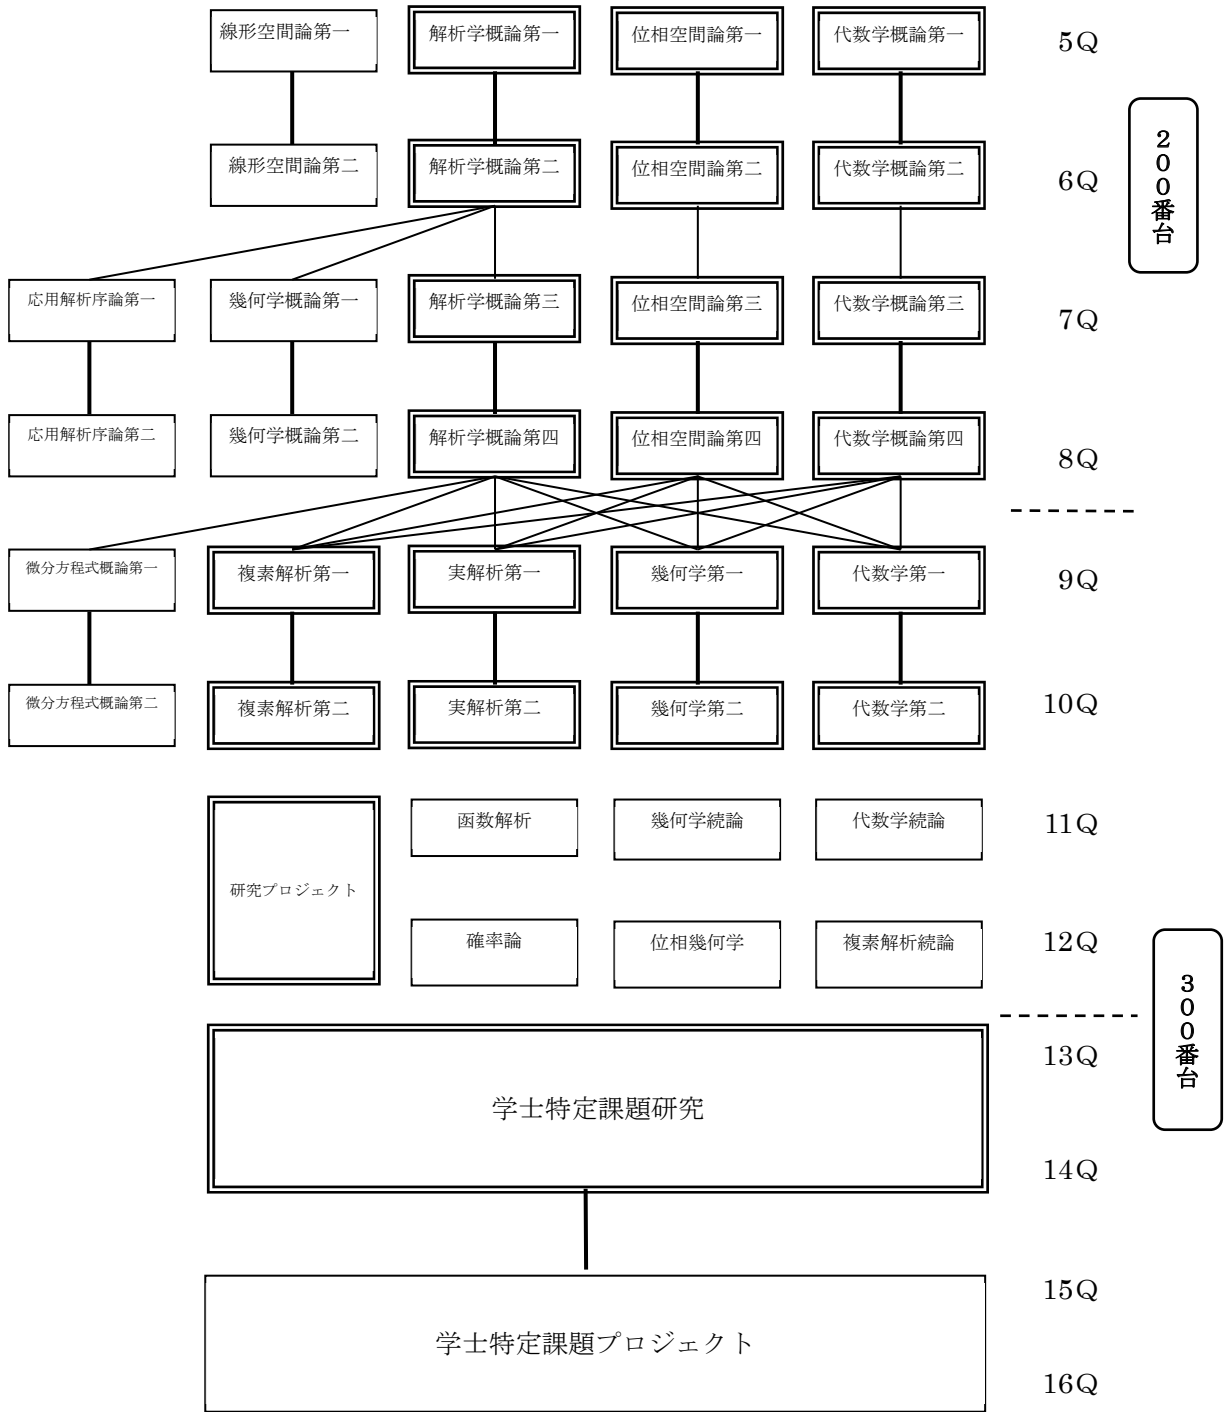 線形空間論第一 解析学概論第一 位相空間論第一 代数学概論第一 5Q
線形空間論第二 解析学概論第二 位相空間論第二 代数学概論第二 6Q
200番台
応用解析序論第一 幾何学概論第一 解析学概論第三 位相空間論第三 代数学概論第三 7Q
応用解析序論第二 幾何学概論第二 解析学概論第四 位相空間論第四 代数学概論第四 8Q
微分方程式概論第一 複素解析第一 実解析第一 幾何学第一 代数学第一 9Q
微分方程式概論第二 複素解析第二 実解析第二 幾何学第二 代数学第二 10Q
函数解析 幾何学続論 代数学続論 11Q
研究プロジェクト
確率論 位相幾何学 複素解析続論 12Q
300番台
13Q
学士特定課題研究
14Q
15Q
学士特定課題プロジェクト
16Q